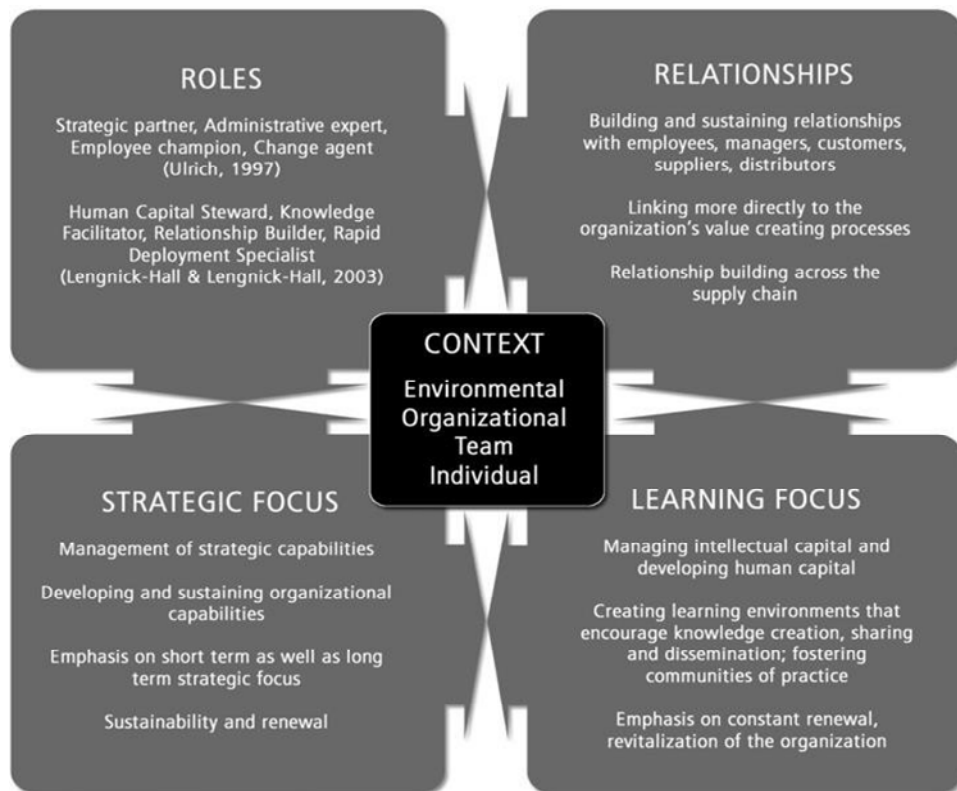 ROLES
Strategic partner, Administrative expert,
Employee champion, Change agent
(Ulrich, 1997)
Human Capital Steward, Knowledge
Facilitator, Relationship Builder, Rapid
Deployment Specialist
(Lengnick-Hall & Lengnick-Hall, 2003)
RELATIONSHIPS
Building and sustaining relationships
with employees, managers, customers,
suppliers, distributors
Linking more directly to the
organization's value creating processes
Relationship building across the
supply chain
CONTEXT
Environmental
Organizational
Team
Individual
STRATEGIC FOCUS
Management of strategic capabilities
Developing and sustaining organizational
capabilities
Emphasis on short term as well as long
term strategic focus
Sustainability and renewal
LEARNING FOCUS
Managing intellectual capital and
developing human capital
Creating learning environments that
encourage knowledge creation, sharing
and dissemination; fostering
communities of practice
Emphasis on constant renewal,
revitalization of the organization